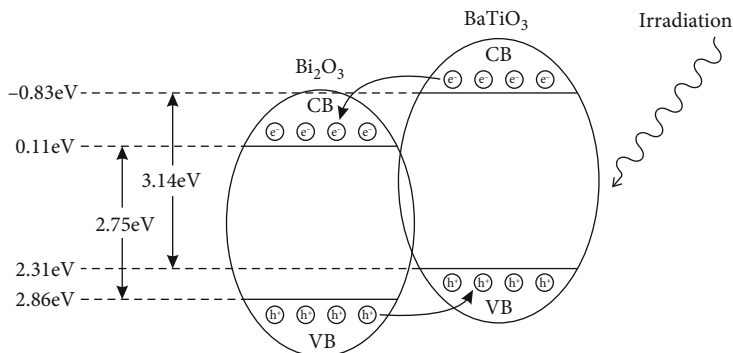 BaTiO₃
Irradiation
Bi₂O₃
CB
e⁻ e⁻ e⁻ e⁻
–0.83eV
CB
e⁻ e⁻ e⁻ e⁻
0.11eV
3.14eV
2.75eV
2.31eV
h⁺ h⁺ h⁺ h⁺
2.86eV
VB
h⁺ h⁺ h⁺ h⁺
VB